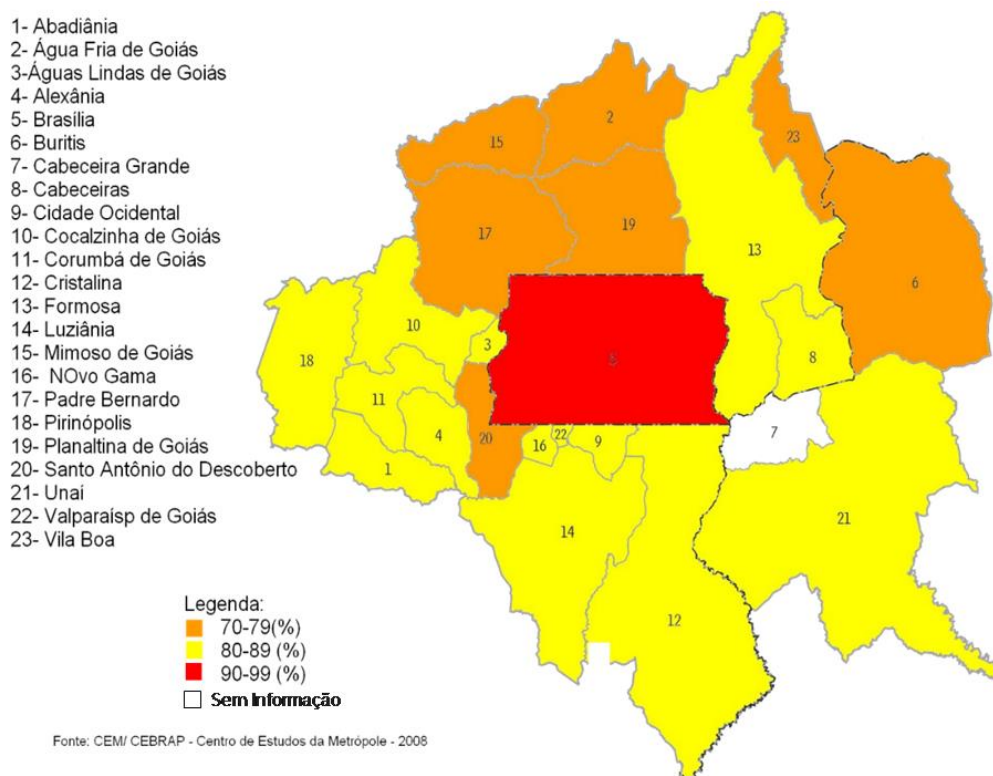 1- Abadiânia
2- Água Fria de Goiás
3-Águas Lindas de Goiás
4- Alexânia
5- Brasília
6- Buritis
7- Cabeceira Grande
8- Cabeceiras
9- Cidade Ocidental
10- Cocalzinha de Goiás
11- Corumbá de Goiás
12- Cristalina
13- Formosa
14- Luziânia
15- Mimoso de Goiás
16- NOvo Gama
17- Padre Bernardo
18- Pirinópolis
19- Planaltina de Goiás
20- Santo Antônio do Descoberto
21- Unaí
22- Valparaísp de Goiás
23- Vila Boa
2
15
23
19
17
13
6
10
3
5
18
8
11
4
20
16
22
9
7
1
14
21
12
Legenda:
70-79(%)
80-89 (%)
90-99 (%)
Sem Informação
Fonte: CEM/ CEBRAP - Centro de Estudos da Metrópole - 2008